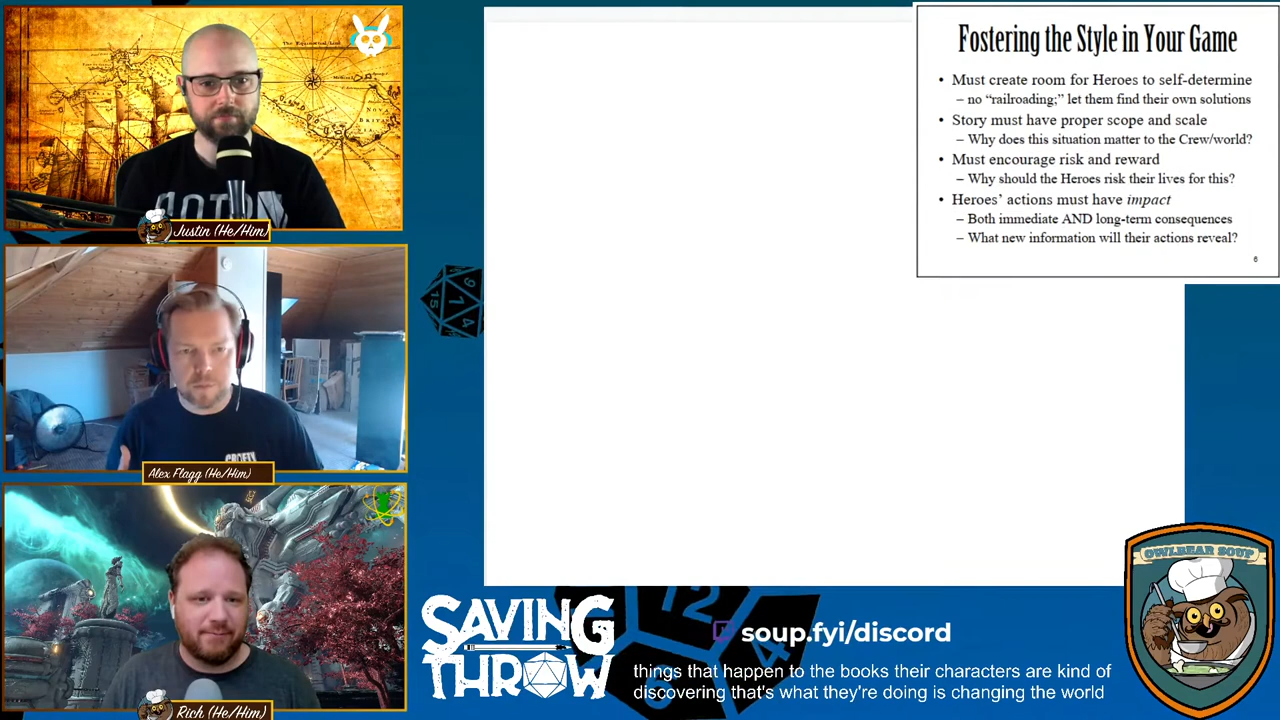 Justin (He/Him)
Alex Flagg (He/Him)
Rich (He/Him)
Fostering the Style in Your Game
• Must create room for Heroes to self-determine
– no “railroading;” let them find their own solutions
• Story must have proper scope and scale
– Why does this situation matter to the Crew/world?
• Must encourage risk and reward
– Why should the Heroes risk their lives for this?
• Heroes’ actions must have impact
– Both immediate AND long-term consequences
– What new information will their actions reveal?
6
SAVING
THROW
12
soup.fyi/discord
things that happen to the books their characters are kind of
discovering that's what they're doing is changing the world
OWLBEAR SOUP